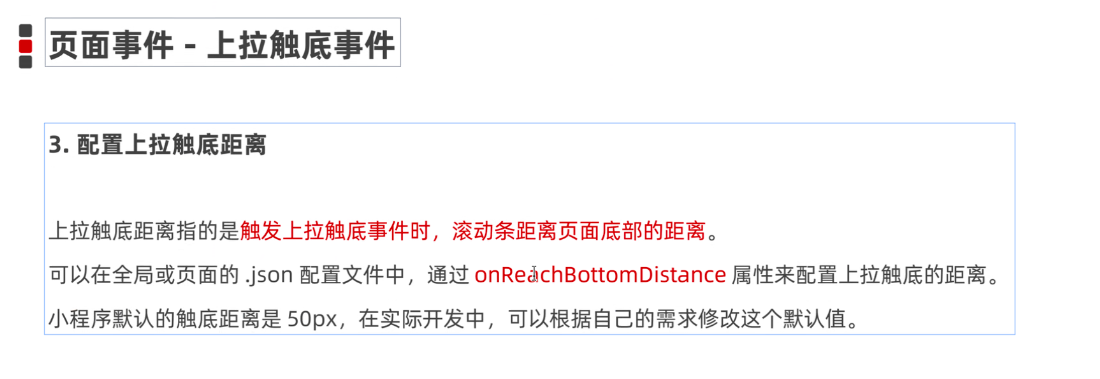 页面事件 - 上拉触底事件
3. 配置上拉触底距离
上拉触底距离指的是触发上拉触底事件时，滚动条距离页面底部的距离。
可以在全局或页面的 .json 配置文件中，通过 onReachBottomDistance 属性来配置上拉触底的距离。
小程序默认的触底距离是 50px，在实际开发中，可以根据自己的需求修改这个默认值。